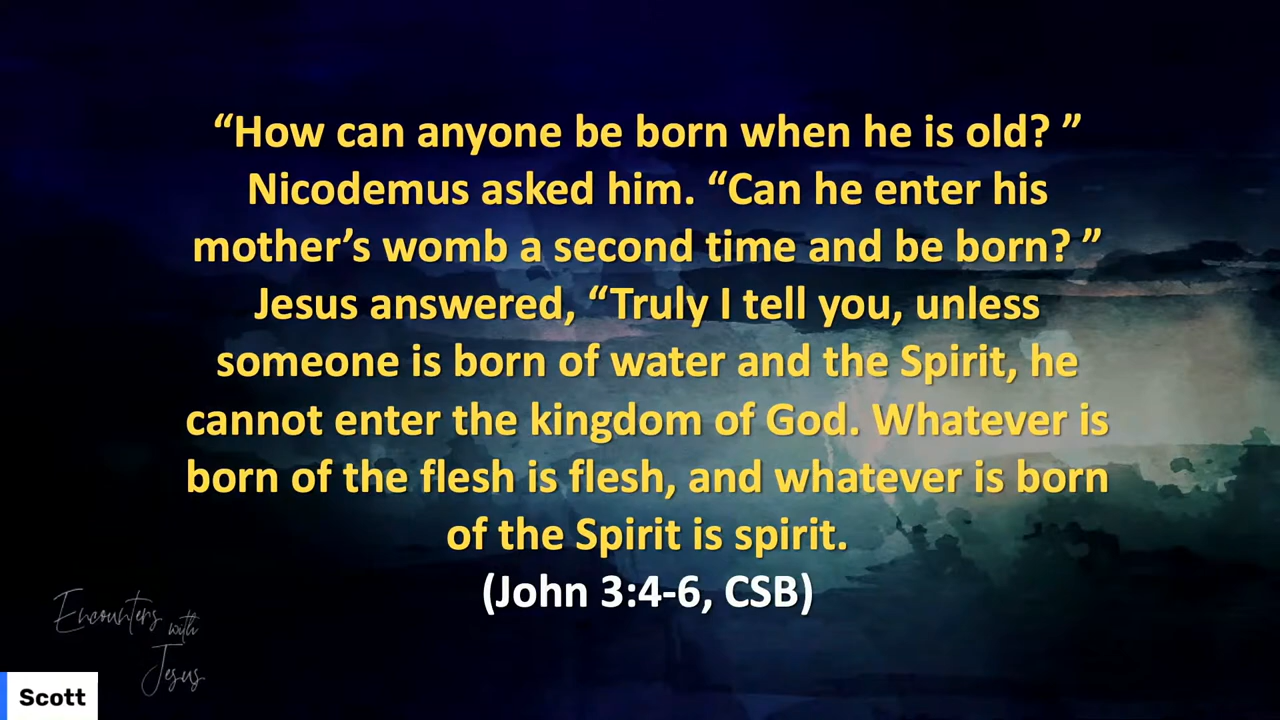 “How can anyone be born when he is old? ”
Nicodemus asked him. “Can he enter his
mother’s womb a second time and be born? ”
Jesus answered, “Truly I tell you, unless
someone is born of water and the Spirit, he
cannot enter the kingdom of God. Whatever is
born of the flesh is flesh, and whatever is born
of the Spirit is spirit.
(John 3:4-6, CSB)
Encounters
with
Jesus
Scott